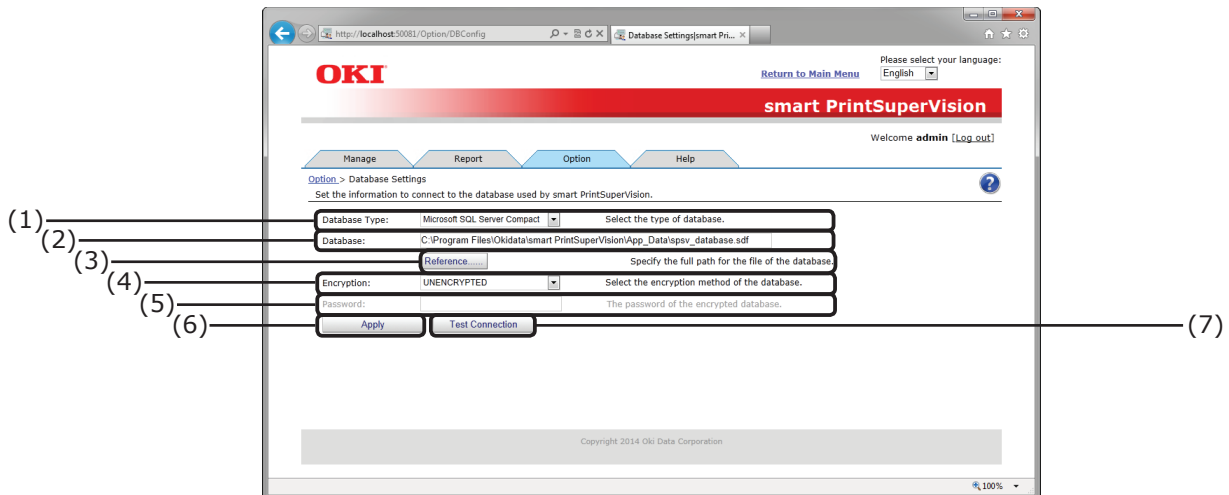 http://localhost:50081/Option/DBConfig
Database Settings|smart Pri...
OKI
Return to Main Menu
Please select your language:
English
smart PrintSuperVision
Welcome admin [Log out]
Manage Report Option Help
Option > Database Settings
Set the information to connect to the database used by smart PrintSuperVision.
(1)
Database Type: Microsoft SQL Server Compact Select the type of database.
(2)
Database: C:\Program Files\Okidata\smart PrintSuperVision\App_Data\spsv_database.sdf
(3)
Reference...... Specify the full path for the file of the database.
(4)
Encryption: UNENCRYPTED Select the encryption method of the database.
(5)
Password: The password of the encrypted database.
(6)
Apply Test Connection
(7)
Copyright 2014 Oki Data Corporation
100%